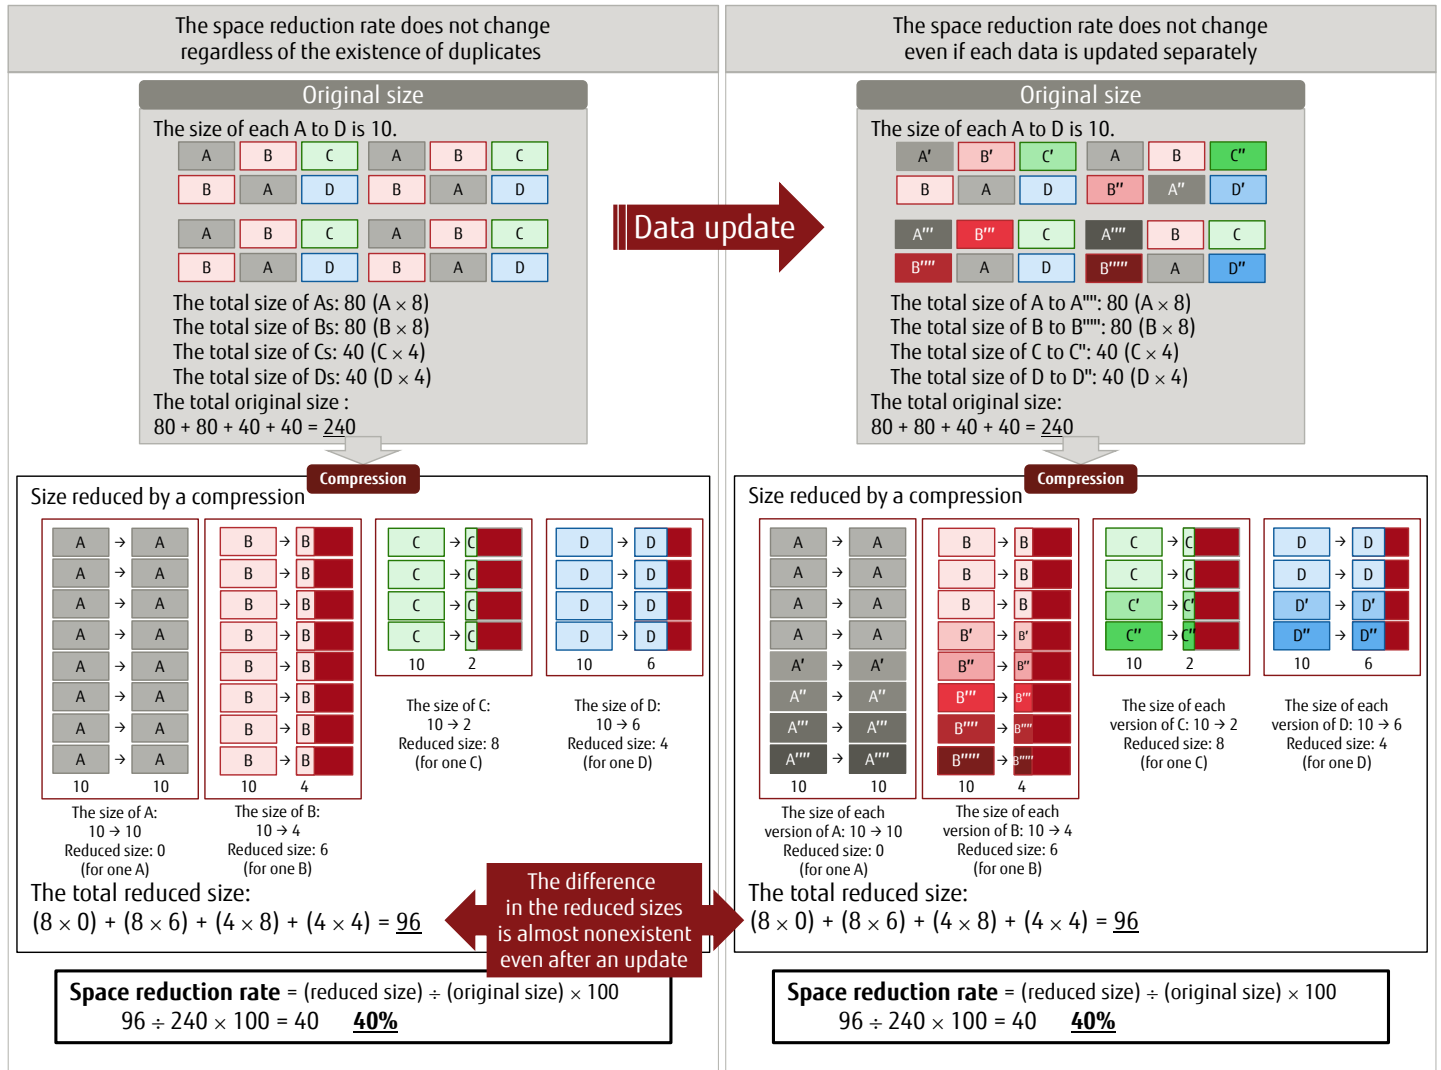 The space reduction rate does not change
regardless of the existence of duplicates
Original size
The size of each A to D is 10.
A B C A B C
B A D B A D
A B C A B C
B A D B A D
The total size of As: 80 (A × 8)
The total size of Bs: 80 (B × 8)
The total size of Cs: 40 (C × 4)
The total size of Ds: 40 (D × 4)
The total original size :
80 + 80 + 40 + 40 = 240
Compression
Size reduced by a compression
A → A B → B C → C D → D
A → A B → B C → C D → D
A → A B → B C → C D → D
A → A B → B C → C D → D
10 2 10 6
A → A B → B
A → A B → B
A → A B → B
A → A B → B
10 10 10 4
The size of C:
10 → 2
Reduced size: 8
(for one C)
The size of D:
10 → 6
Reduced size: 4
(for one D)
The size of A:
10 → 10
Reduced size: 0
(for one A)
The size of B:
10 → 4
Reduced size: 6
(for one B)
The total reduced size:
(8 × 0) + (8 × 6) + (4 × 8) + (4 × 4) = 96
Space reduction rate = (reduced size) ÷ (original size) × 100
96 ÷ 240 × 100 = 40 40%
Data update
The difference
in the reduced sizes
is almost nonexistent
even after an update
The space reduction rate does not change
even if each data is updated separately
Original size
The size of each A to D is 10.
A' B' C' A B C"
B A D B" A" D'
A''' B''' C A"" B C
B"" A D B""' A D"
The total size of A to A"": 80 (A × 8)
The total size of B to B""': 80 (B × 8)
The total size of C to C": 40 (C × 4)
The total size of D to D": 40 (D × 4)
The total original size:
80 + 80 + 40 + 40 = 240
Compression
Size reduced by a compression
A → A B → B C → C D → D
A → A B → B C → C D → D
A → A B → B C' → C' D' → D'
A → A B' → B' C" → C" D" → D"
10 2 10 6
A' → A' B" → B"
A" → A" B''' → B'''
A''' → A''' B"" → B""
A"" → A"" B""' → B""'
10 10 10 4
The size of each
version of C: 10 → 2
Reduced size: 8
(for one C)
The size of each
version of D: 10 → 6
Reduced size: 4
(for one D)
The size of each
version of A: 10 → 10
Reduced size: 0
(for one A)
The size of each
version of B: 10 → 4
Reduced size: 6
(for one B)
The total reduced size:
(8 × 0) + (8 × 6) + (4 × 8) + (4 × 4) = 96
Space reduction rate = (reduced size) ÷ (original size) × 100
96 ÷ 240 × 100 = 40 40%